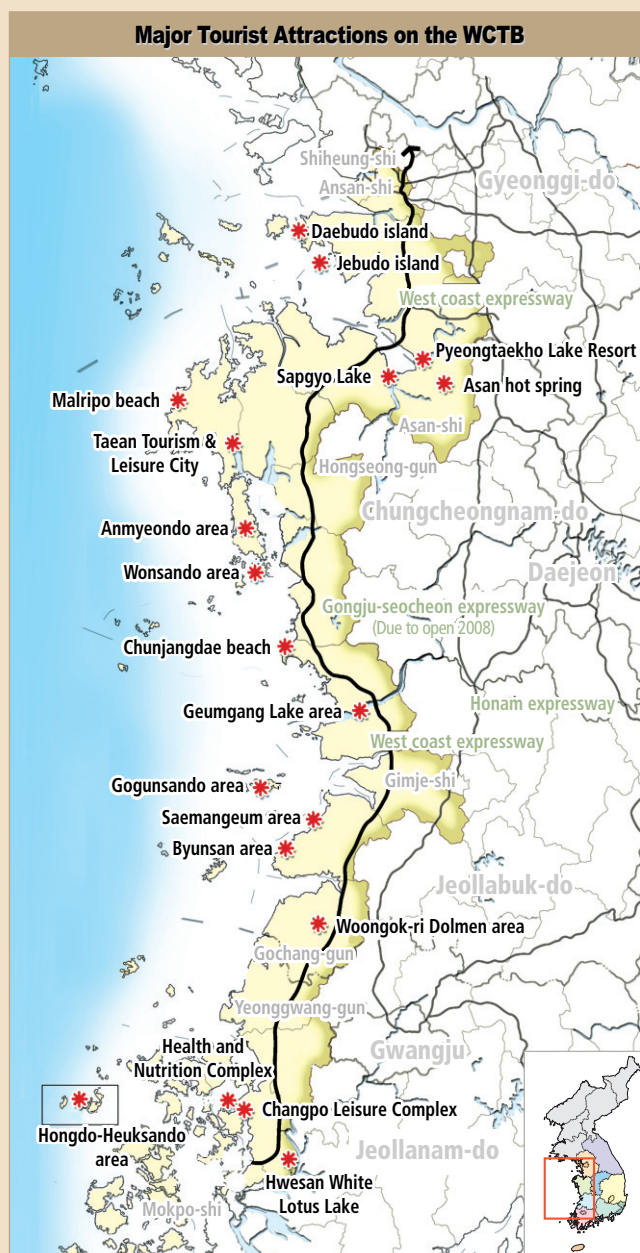 Major Tourist Attractions on the WCTB
Shiheung-shi
Ansan-shi
Gyeonggi-do
Daebudo island
Jebudo island
West coast expressway
Pyeongtaekho Lake Resort
Sapgyo Lake
Asan hot spring
Malripo beach
Asan-shi
Taean Tourism &
Leisure City
Hongseong-gun
Chungcheongnam-do
Anmyeondo area
Wonsando area
Daejeon
Gongju-seocheon expressway
(Due to open 2008)
Chunjangdae beach
Honam expressway
Geumgang Lake area
West coast expressway
Gimje-shi
Gogunsando area
Saemangeum area
Byunsan area
Jeollabuk-do
Woongok-ri Dolmen area
Gochang-gun
Yeonggwang-gun
Health and
Nutrition Complex
Gwangju
Changpo Leisure Complex
Hongdo-Heuksando
area
Jeollanam-do
Hwesan White
Lotus Lake
Mokpo-shi